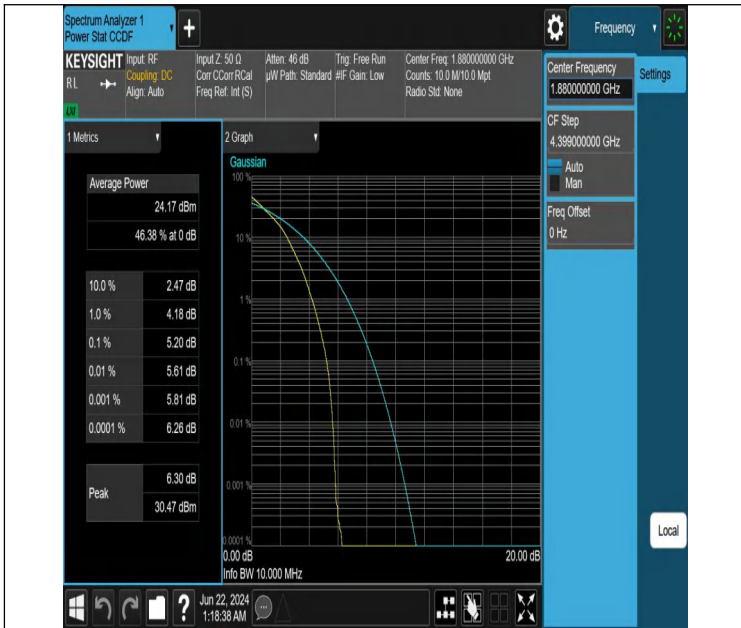 Spectrum Analyzer 1
Power Stat CCDF
Frequency
KEYSIGHT
RL
LNI
Input: RF
Coupling: DC
Align: Auto
Input Z: 50 Ω
Corr CCorr RCal
Freq Ref: Int (S)
Atten: 46 dB
µW Path: Standard
#IF Gain: Low
Trig: Free Run
Center Freq: 1.880000000 GHz
Counts: 10.0 M/10.0 Mpt
Radio Std: None
Center Frequency
1.880000000 GHz
Settings
CF Step
4.399000000 GHz
Auto
Man
Freq Offset
0 Hz
1 Metrics
Average Power
24.17 dBm
46.38 % at 0 dB
10.0 % 2.47 dB
1.0 % 4.18 dB
0.1 % 5.20 dB
0.01 % 5.61 dB
0.001 % 5.81 dB
0.0001 % 6.26 dB
Peak
6.30 dB
30.47 dBm
2 Graph
Gaussian
100 %
10 %
1 %
0.1 %
0.01 %
0.001 %
0.0001 %
0.00 dB
20.00 dB
Info BW 10.000 MHz
Local
?
Jun 22, 2024
1:18:38 AM